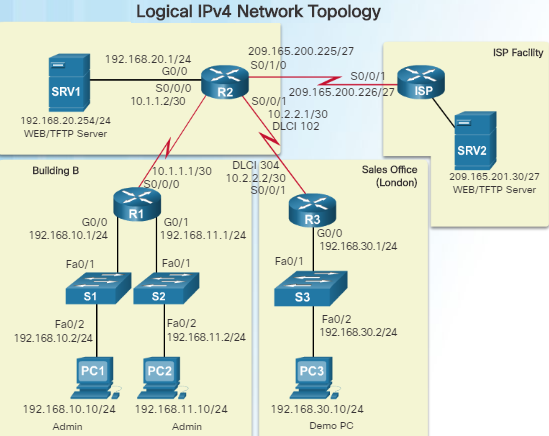 Logical IPv4 Network Topology
192.168.20.1/24
G0/0
209.165.200.225/27
S0/1/0
ISP Facility
SRV1
S0/0/0
10.1.1.2/30
R2
S0/0/1
209.165.200.226/27
ISP
S0/0/1
10.2.2.1/30
DLCI 102
192.168.20.254/24
WEB/TFTP Server
SRV2
209.165.201.30/27
WEB/TFTP Server
Building B
10.1.1.1/30
S0/0/0
DLCI 304
10.2.2.2/30
S0/0/1
Sales Office
(London)
R1
R3
G0/0
192.168.10.1/24
G0/1
192.168.11.1/24
G0/0
192.168.30.1/24
Fa0/1
Fa0/1
Fa0/1
S1
S2
S3
Fa0/2
192.168.10.2/24
Fa0/2
192.168.11.2/24
Fa0/2
192.168.30.2/24
PC1
PC2
PC3
192.168.10.10/24
Admin
192.168.11.10/24
Admin
192.168.30.10/24
Demo PC